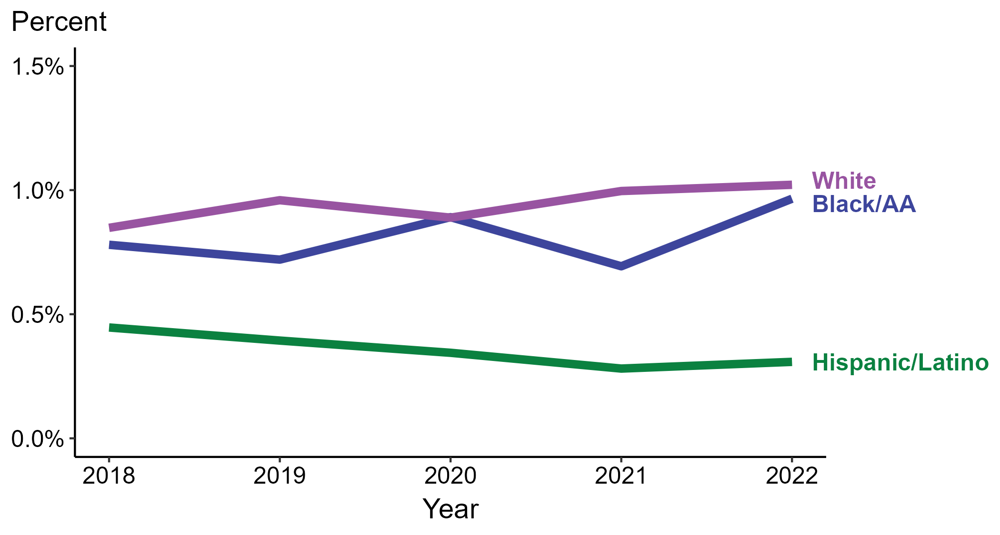 Percent
1.5%
1.0%
0.5%
0.0%
White
Black/AA
Hispanic/Latino
2018 2019 2020 2021 2022
Year